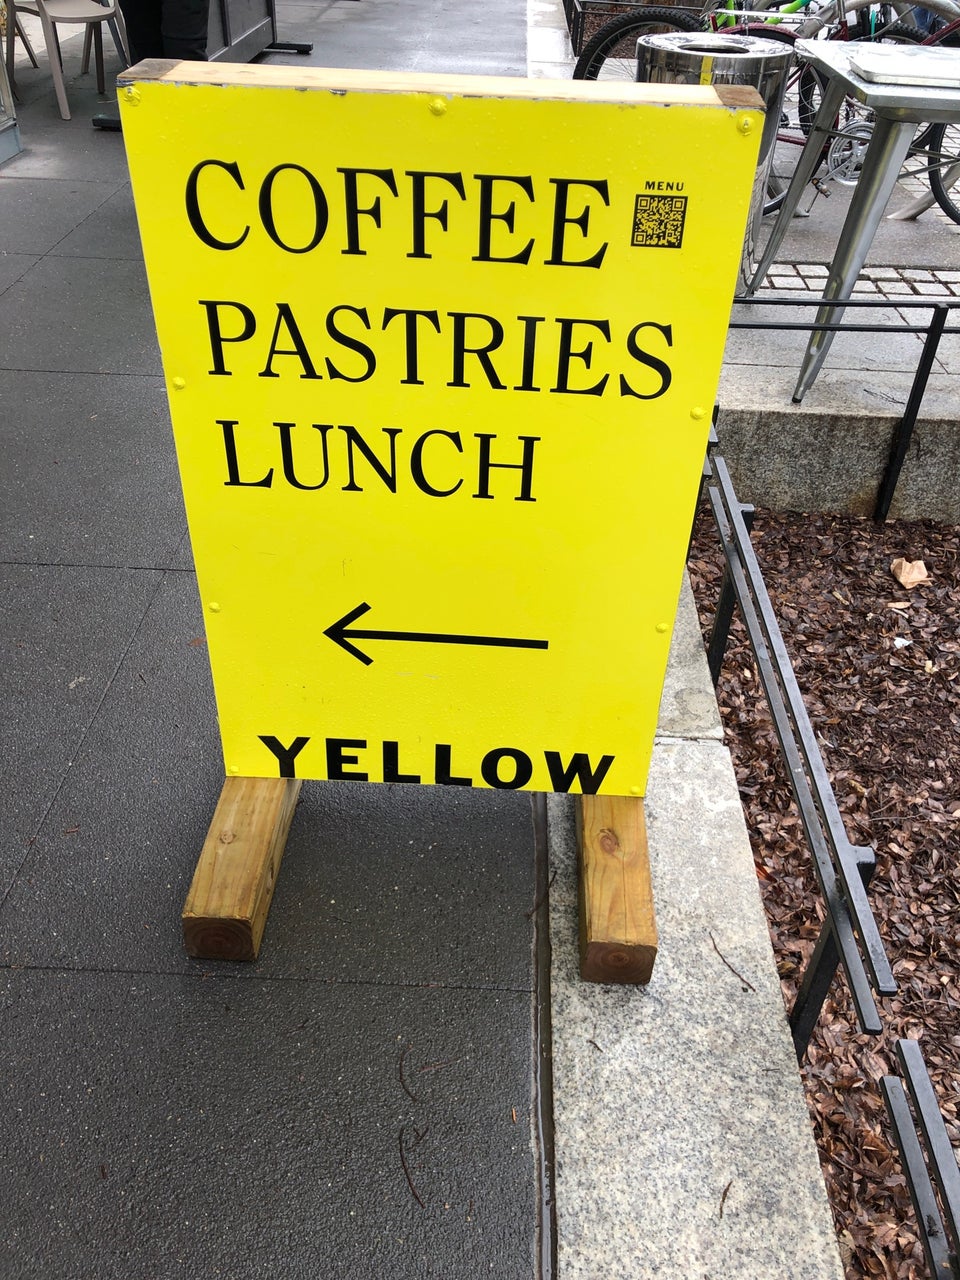 COFFEE
MENU
PASTRIES
LUNCH
YELLOW